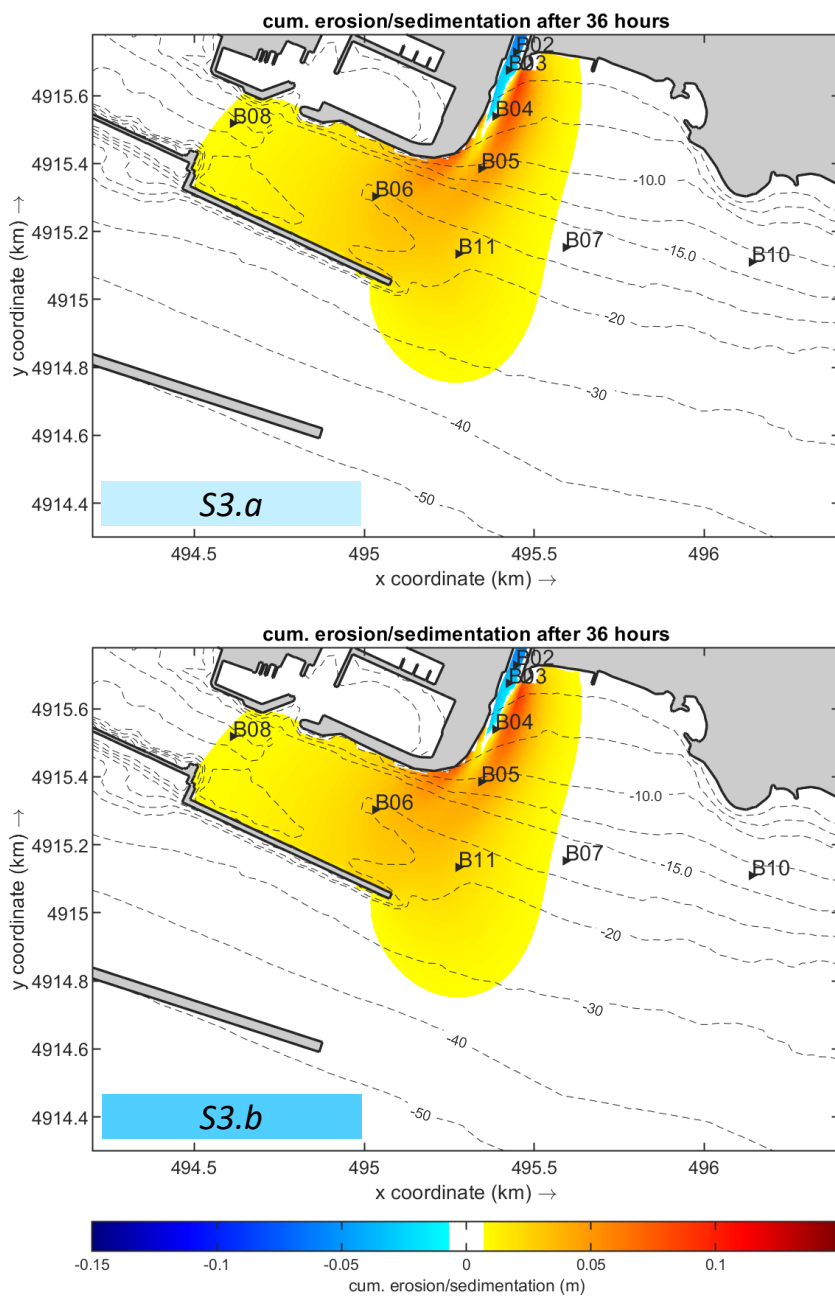 cum. erosion/sedimentation after 36 hours
B02
B03
B04
B05
B06
B07
B08
B10
B11
-10.0
-15.0
-20
-30
-40
-50
4915.6
4915.4
4915.2
4915
4914.8
4914.6
4914.4
y coordinate (km) →
S3.a
494.5 495 495.5 496
x coordinate (km) →
cum. erosion/sedimentation after 36 hours
B02
B03
B04
B05
B06
B07
B08
B10
B11
-10.0
-15.0
-20
-30
-40
-50
4915.6
4915.4
4915.2
4915
4914.8
4914.6
4914.4
y coordinate (km) →
S3.b
494.5 495 495.5 496
x coordinate (km) →
-0.15 -0.1 -0.05 0 0.05 0.1
cum. erosion/sedimentation (m)